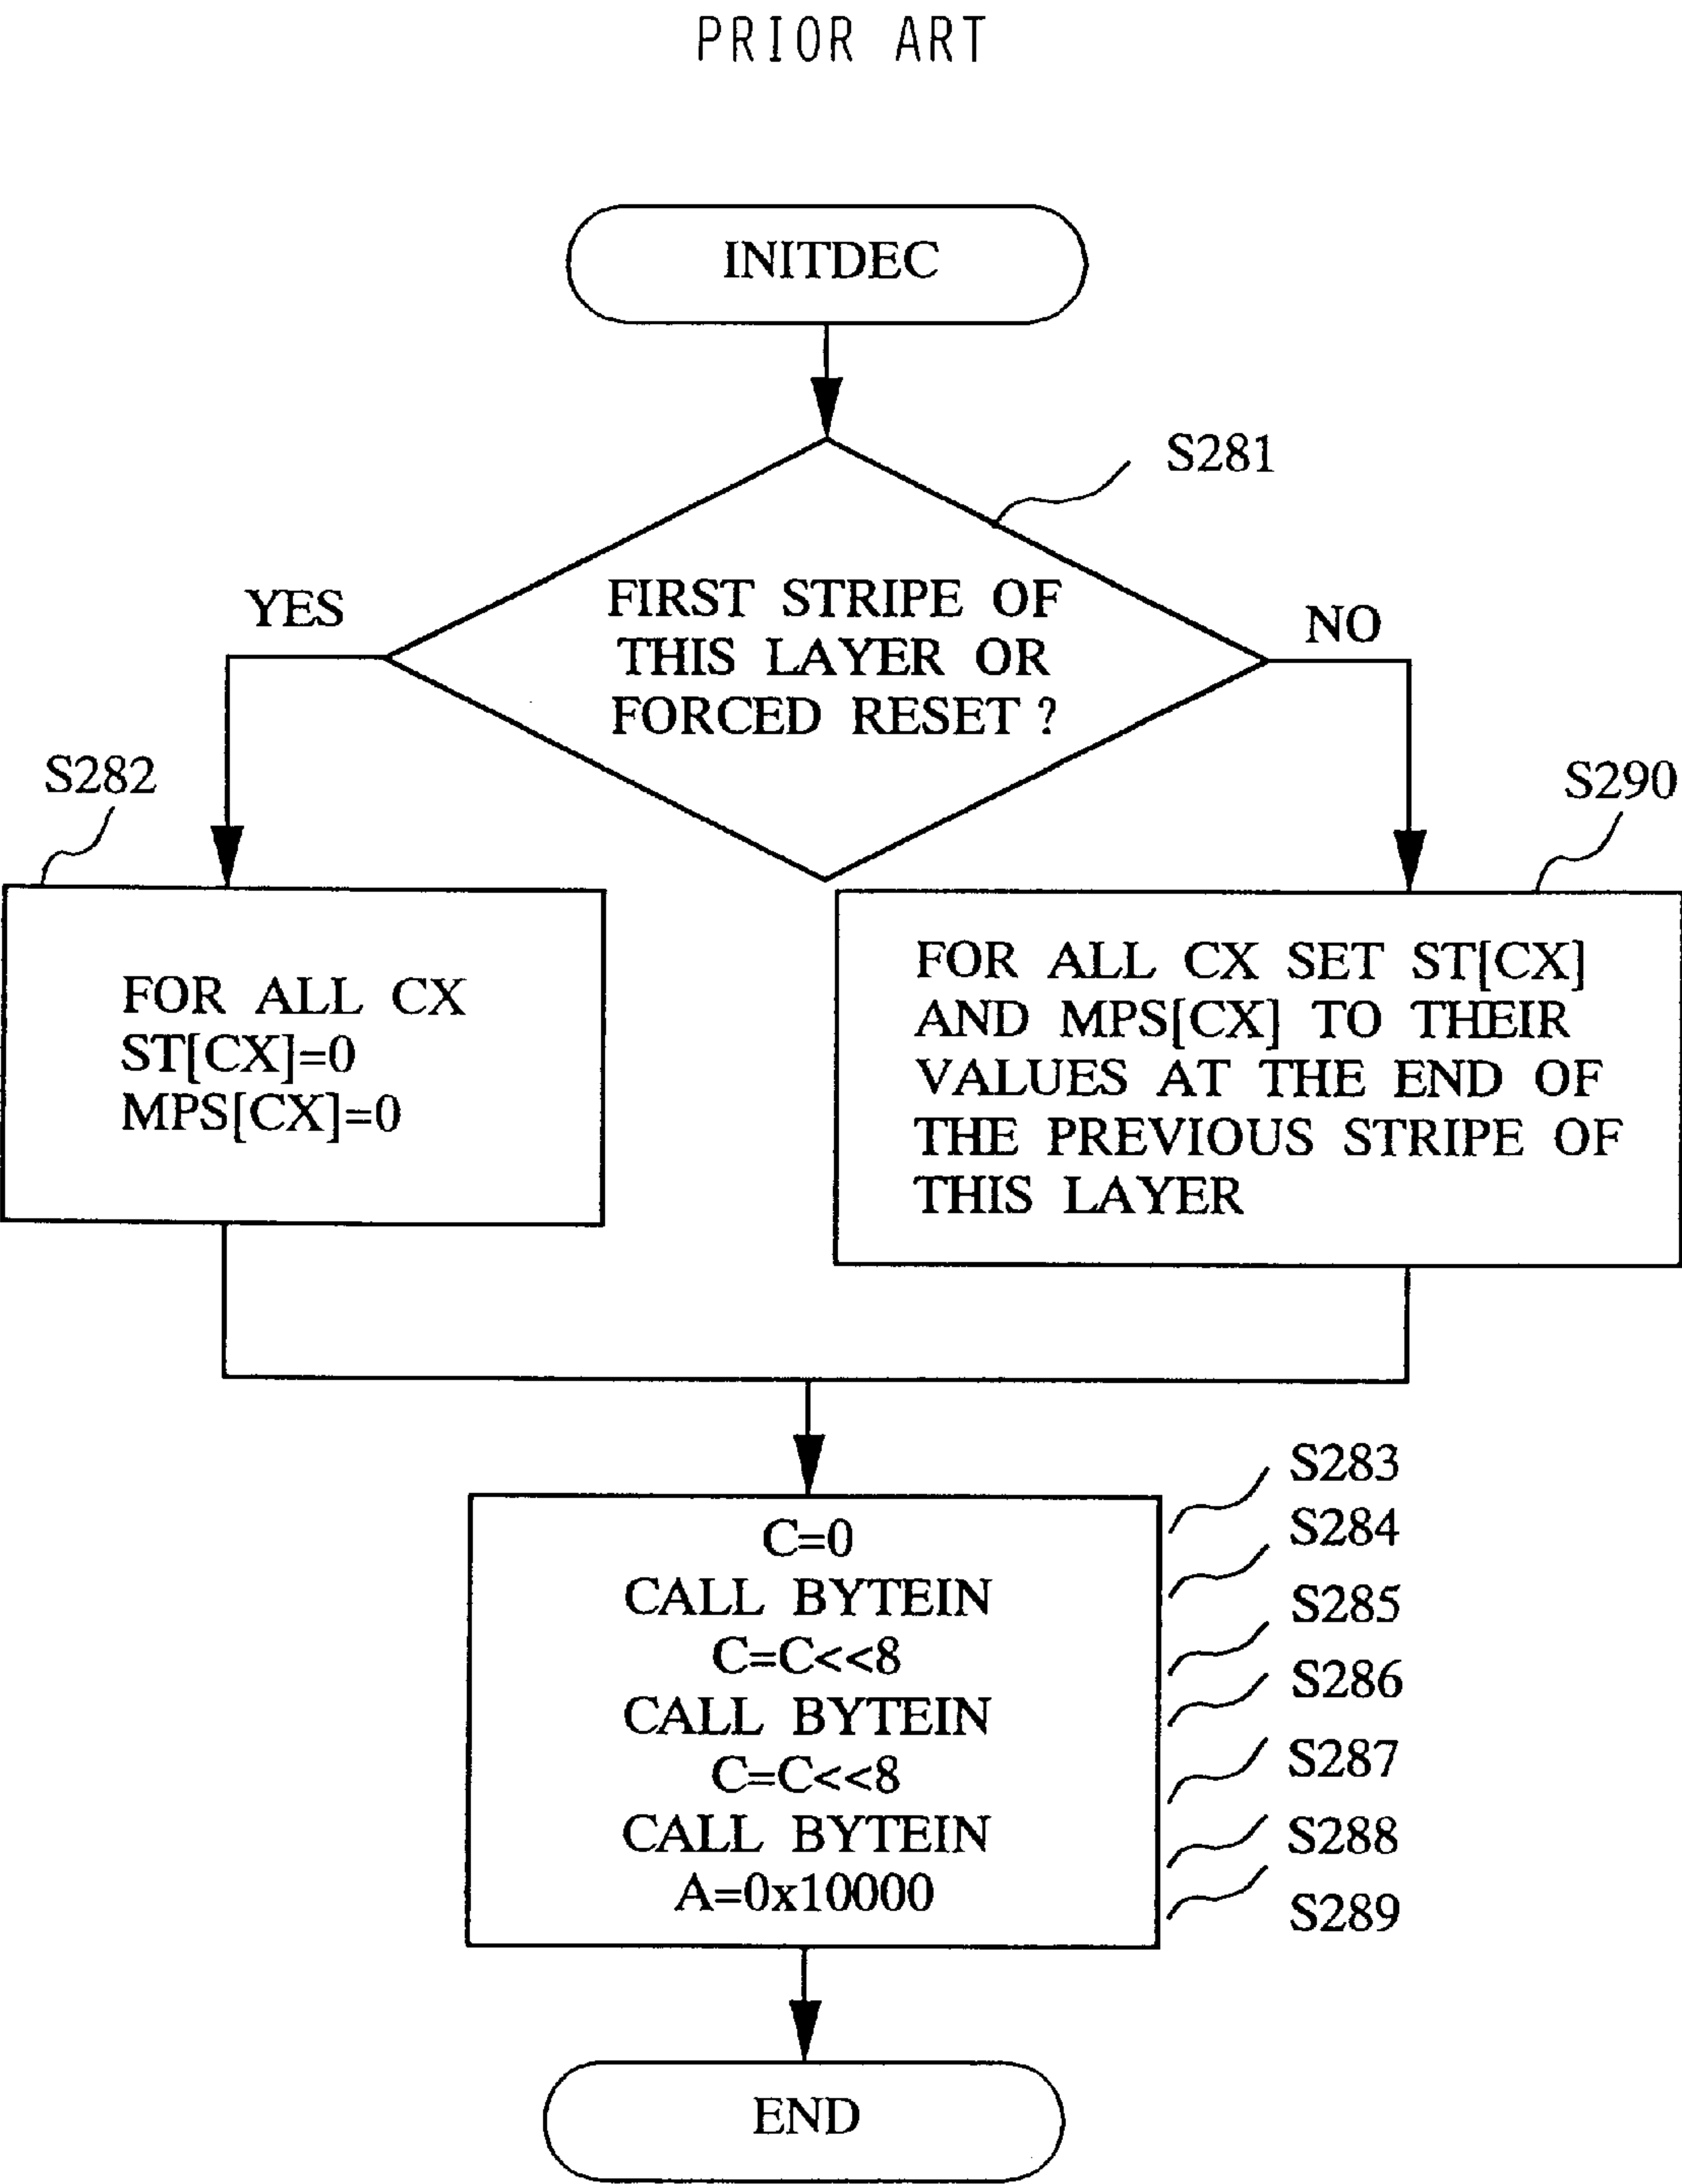 PRIOR ART
INITDEC
S281
FIRST STRIPE OF
THIS LAYER OR
FORCED RESET ?
YES
NO
S282
S290
FOR ALL CX
ST[CX]=0
MPS[CX]=0
FOR ALL CX SET ST[CX]
AND MPS[CX] TO THEIR
VALUES AT THE END OF
THE PREVIOUS STRIPE OF
THIS LAYER
C=0
CALL BYTEIN
C=C<<8
CALL BYTEIN
C=C<<8
CALL BYTEIN
A=0x10000
S283
S284
S285
S286
S287
S288
S289
END